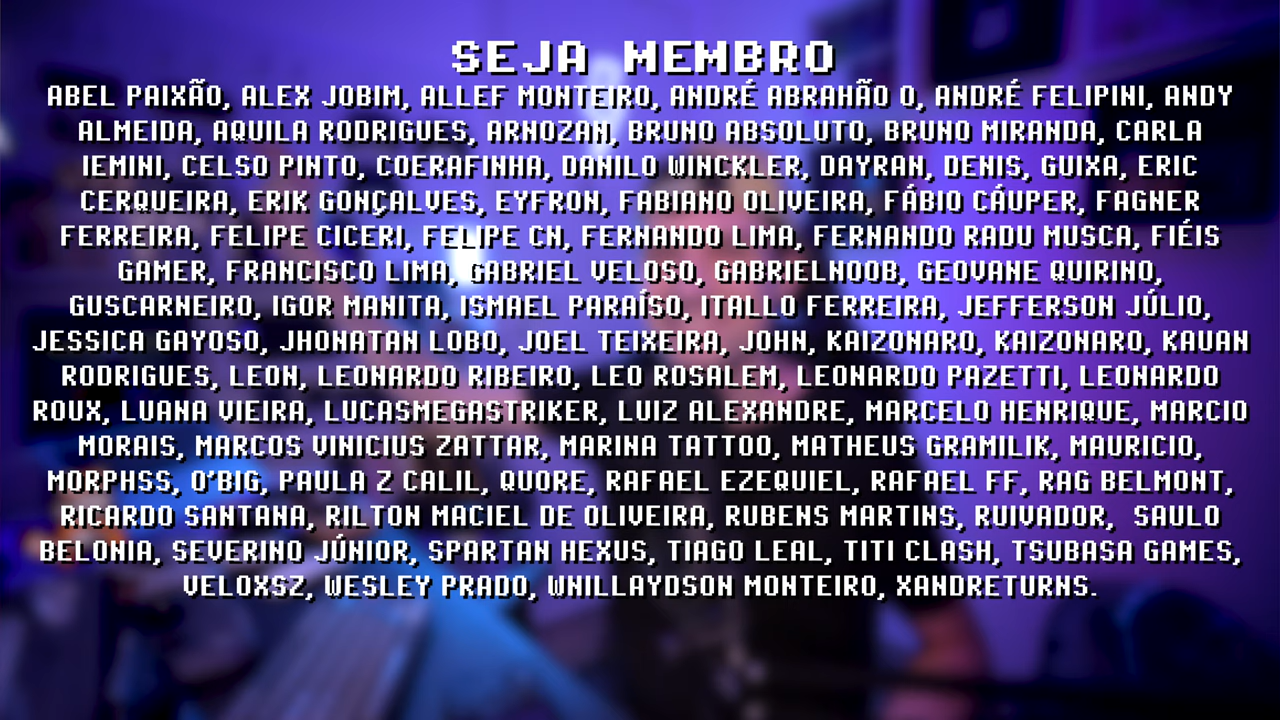 SEJA MEMBRO
ABEL PAIXÃO, ALEX JOBIM, ALLEF MONTEIRO, ANDRÉ ABRAHÃO O, ANDRÉ FELIPINI, ANDY
ALMEIDA, AQUILA RODRIGUES, ARNOZAN, BRUNO ABSOLUTO, BRUNO MIRANDA, CARLA
IEMINI, CELSO PINTO, COERAFINHA, DANILO WINCKLER, DAYRAN, DENIS, GUIXA, ERIC
CERQUEIRA, ERIK GONÇALVES, EYFRON, FABIANO OLIVEIRA, FÁBIO CÁUPER, FAGNER
FERREIRA, FELIPE CICERI, FELIPE CN, FERNANDO LIMA, FERNANDO RADU MUSCA, FIÉIS
GAMER, FRANCISCO LIMA, GABRIEL VELOSO, GABRIELNOOB, GEOVANE QUIRINO,
GUSCARNEIRO, IGOR MANITA, ISMAEL PARAÍSO, ITALLO FERREIRA, JEFFERSON JÚLIO,
JESSICA GAYOSO, JHONATAN LOBO, JOEL TEIXEIRA, JOHN, KAIZONARO, KAIZONARO, KAUAN
RODRIGUES, LEON, LEONARDO RIBEIRO, LEO ROSALEM, LEONARDO PAZETTI, LEONARDO
ROUX, LUANA VIEIRA, LUCASMEGASTRIKER, LUIZ ALEXANDRE, MARCELO HENRIQUE, MARCIO
MORAIS, MARCOS VINICIUS ZATTAR, MARINA TATTOO, MATHEUS GRAMILIK, MAURICIO,
MORPHSS, O'BIG, PAULA Z CALIL, QUORE, RAFAEL EZEQUIEL, RAFAEL FF, RAG BELMONT,
RICARDO SANTANA, RILTON MACIEL DE OLIVEIRA, RUBENS MARTINS, RUIVADOR, SAULO
BELONIA, SEVERINO JÚNIOR, SPARTAN HEXUS, TIAGO LEAL, TITI CLASH, TSUBASA GAMES,
VELOXSZ, WESLEY PRADO, WNILLAYDSON MONTEIRO, XANDRETURNS.